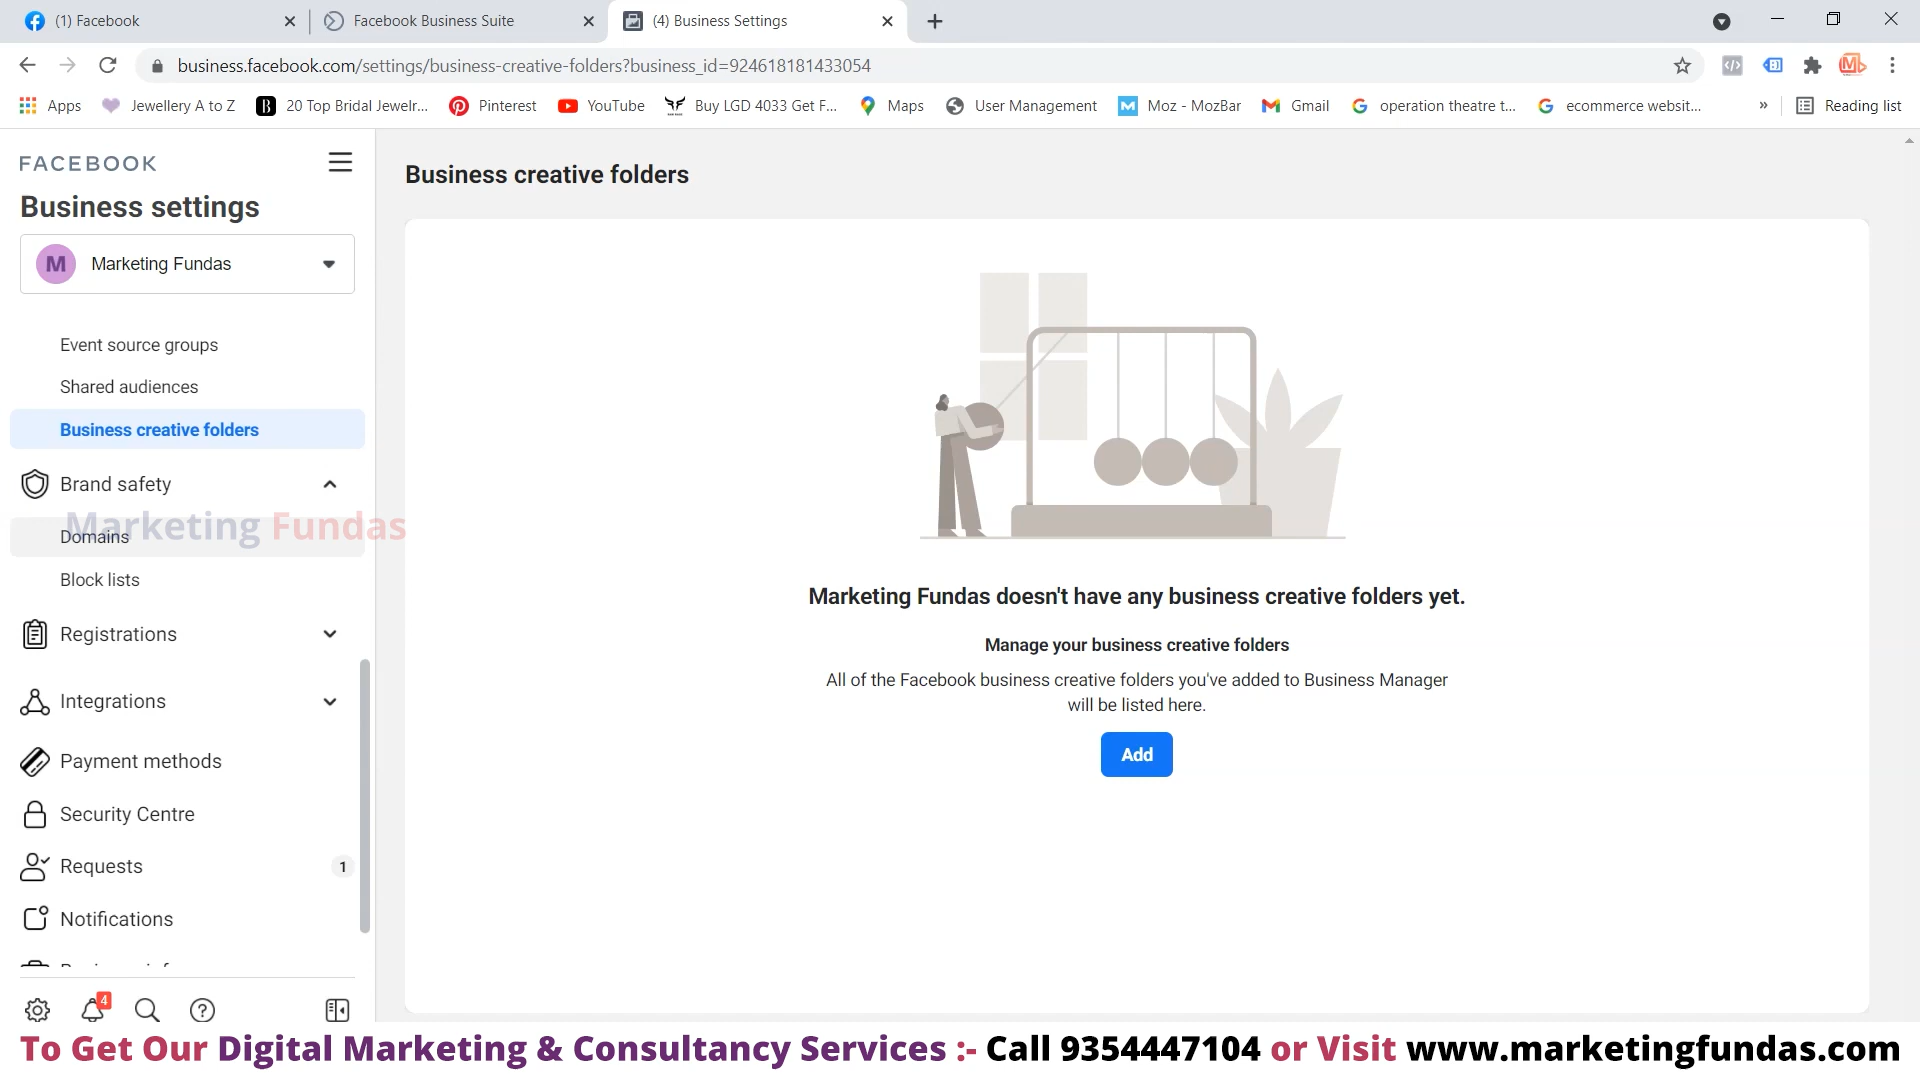 (1) Facebook
Facebook Business Suite
(4) Business Settings
business.facebook.com/settings/business-creative-folders?business_id=924618181433054
Apps
Jewellery A to Z
20 Top Bridal Jewelr...
Pinterest
YouTube
Buy LGD 4033 Get F...
Maps
User Management
Moz - MozBar
Gmail
operation theatre t...
ecommerce websit...
»
Reading list
FACEBOOK
Business settings
M Marketing Fundas
Event source groups
Shared audiences
Business creative folders
Brand safety
Marketing Fundas
Domains
Block lists
Registrations
Integrations
Payment methods
Security Centre
Requests 1
Notifications
4
Business creative folders
Marketing Fundas doesn't have any business creative folders yet.
Manage your business creative folders
All of the Facebook business creative folders you've added to Business Manager
will be listed here.
Add
To Get Our Digital Marketing & Consultancy Services :- Call 9354447104 or Visit www.marketingfundas.com